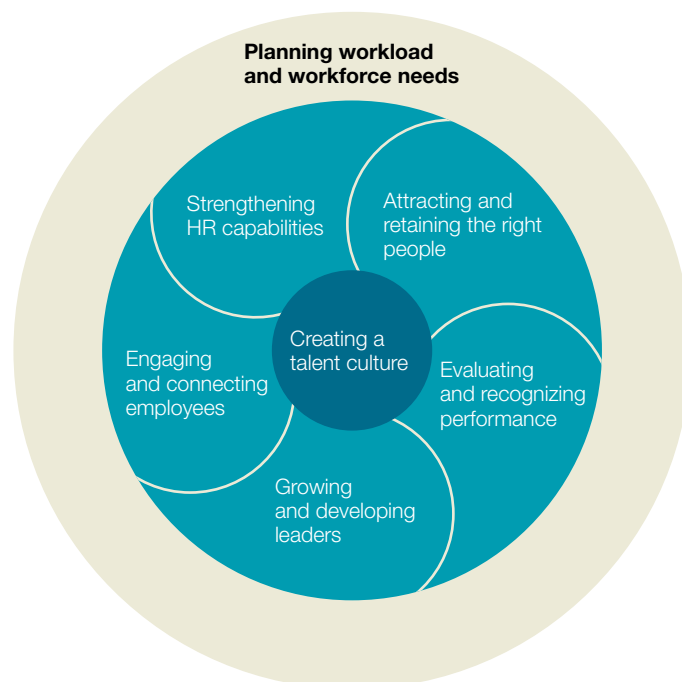 Planning workload
and workforce needs
Strengthening
HR capabilities
Attracting and
retaining the right
people
Creating a
talent culture
Engaging
and connecting
employees
Evaluating
and recognizing
performance
Growing
and developing
leaders